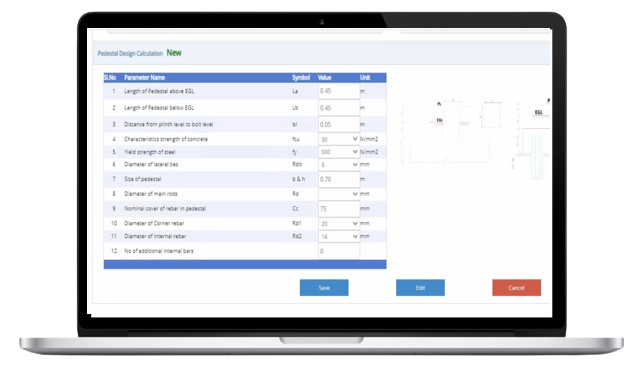 Pedestal Design Calculation New
Sl.No Parameter Name Symbol Value Unit
1 Length of Pedestal above EGL La 0.45 m
2 Length of Pedestal below EGL Lb 0.45 m
3 Distance from plinth level to bolt level bl 0.05 m
4 Characteristics strength of concrete fcu 30 N/mm2
5 Yield strength of steel fy 500 N/mm2
6 Diameter of lateral ties Rdlt 8 mm
7 Size of pedestal b & h 0.70 m
8 Diameter of main rods Rd mm
9 Nominal cover of rebar in pedestal Cc 75 mm
10 Diameter of Corner rebar Rd1 20 mm
11 Diameter of internal rebar Rd2 16 mm
12 No of additional internal bars 0
EGL
EGL
Save Edit Cancel